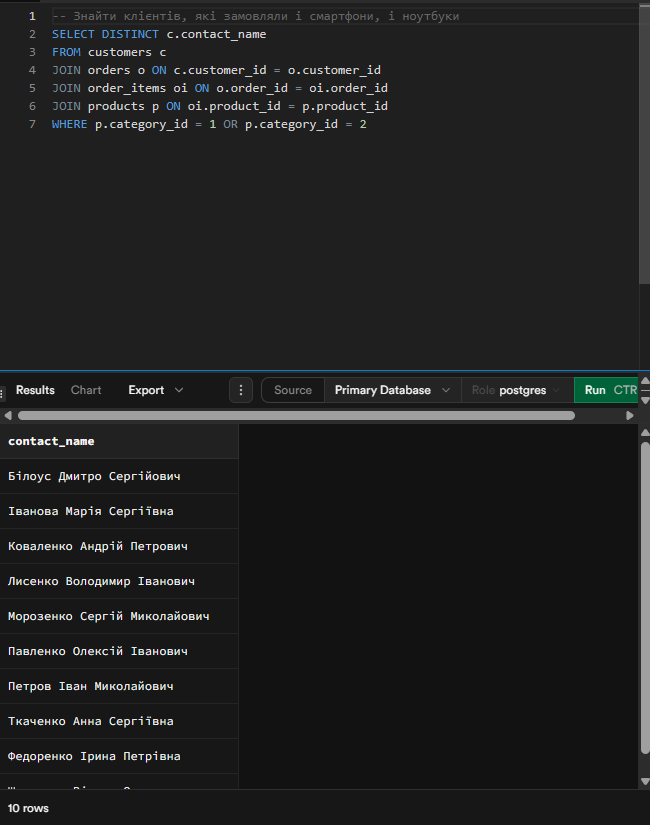 1 -- Знайти клієнтів, які замовляли і смартфони, і ноутбуки
2 SELECT DISTINCT c.contact_name
3 FROM customers c
4 JOIN orders o ON c.customer_id = o.customer_id
5 JOIN order_items oi ON o.order_id = oi.order_id
6 JOIN products p ON oi.product_id = p.product_id
7 WHERE p.category_id = 1 OR p.category_id = 2
Results Chart Export Source Primary Database Role postgres Run CTR
contact_name
Білоус Дмитро Сергійович
Іванова Марія Сергіївна
Коваленко Андрій Петрович
Лисенко Володимир Іванович
Морозенко Сергій Миколайович
Павленко Олексій Іванович
Петров Іван Миколайович
Ткаченко Анна Сергіївна
Федоренко Ірина Петрівна
10 rows